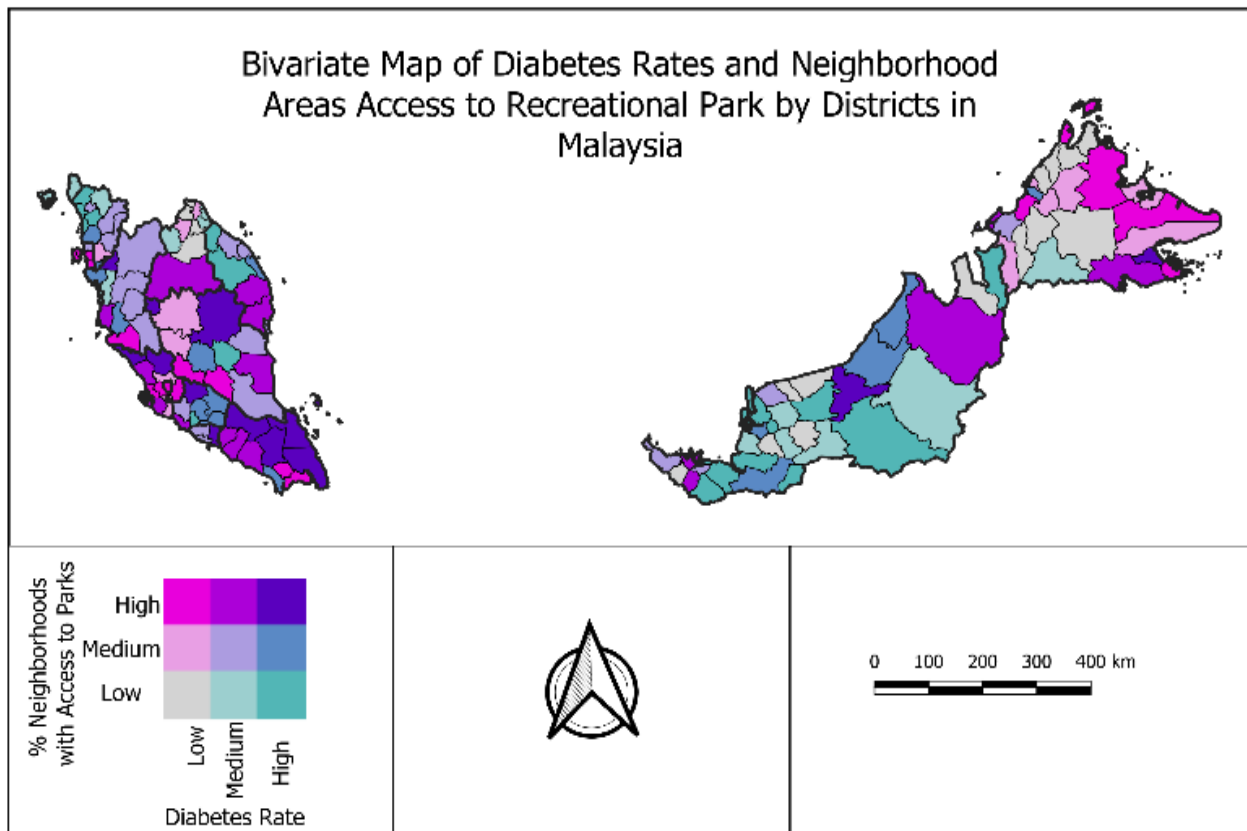 Bivariate Map of Diabetes Rates and Neighborhood
Areas Access to Recreational Park by Districts in
Malaysia
% Neighborhoods
with Access to Parks
High
Medium
Low
Low
Medium
High
Diabetes Rate
0 100 200 300 400 km